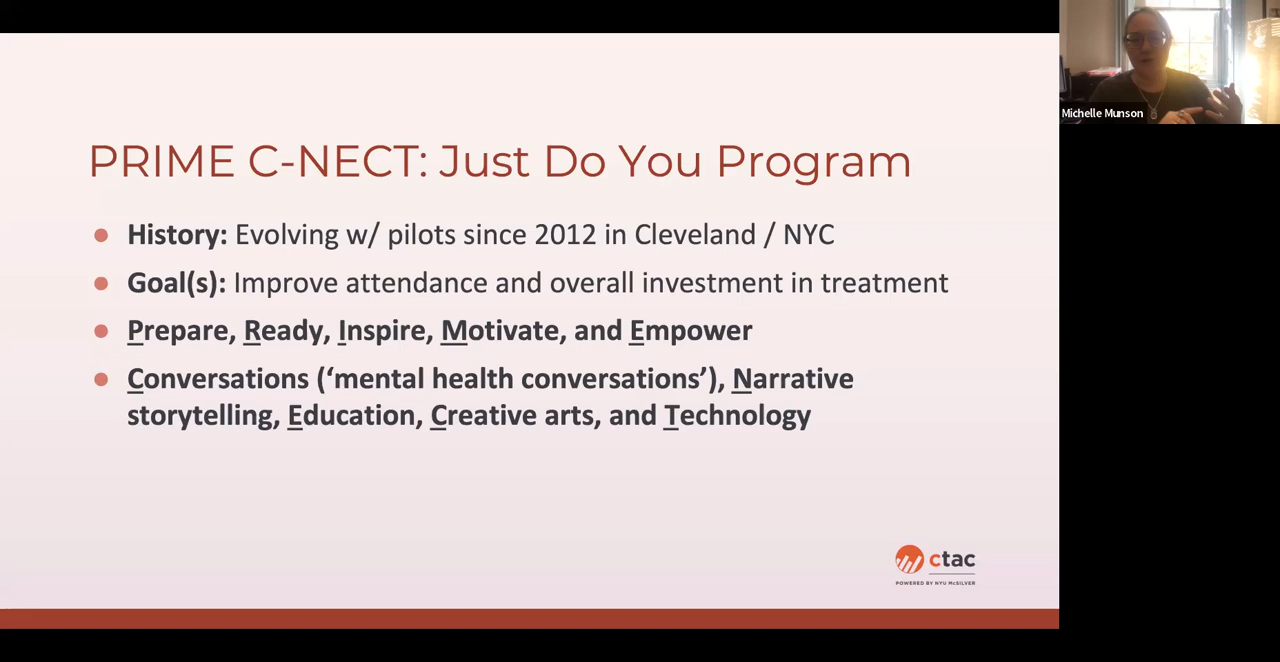 PRIME C-NECT: Just Do You Program
• History: Evolving w/ pilots since 2012 in Cleveland / NYC
• Goal(s): Improve attendance and overall investment in treatment
• Prepare, Ready, Inspire, Motivate, and Empower
• Conversations (‘mental health conversations’), Narrative
storytelling, Education, Creative arts, and Technology
ctac
POWERED BY NYU McSILVER
Michelle Munson